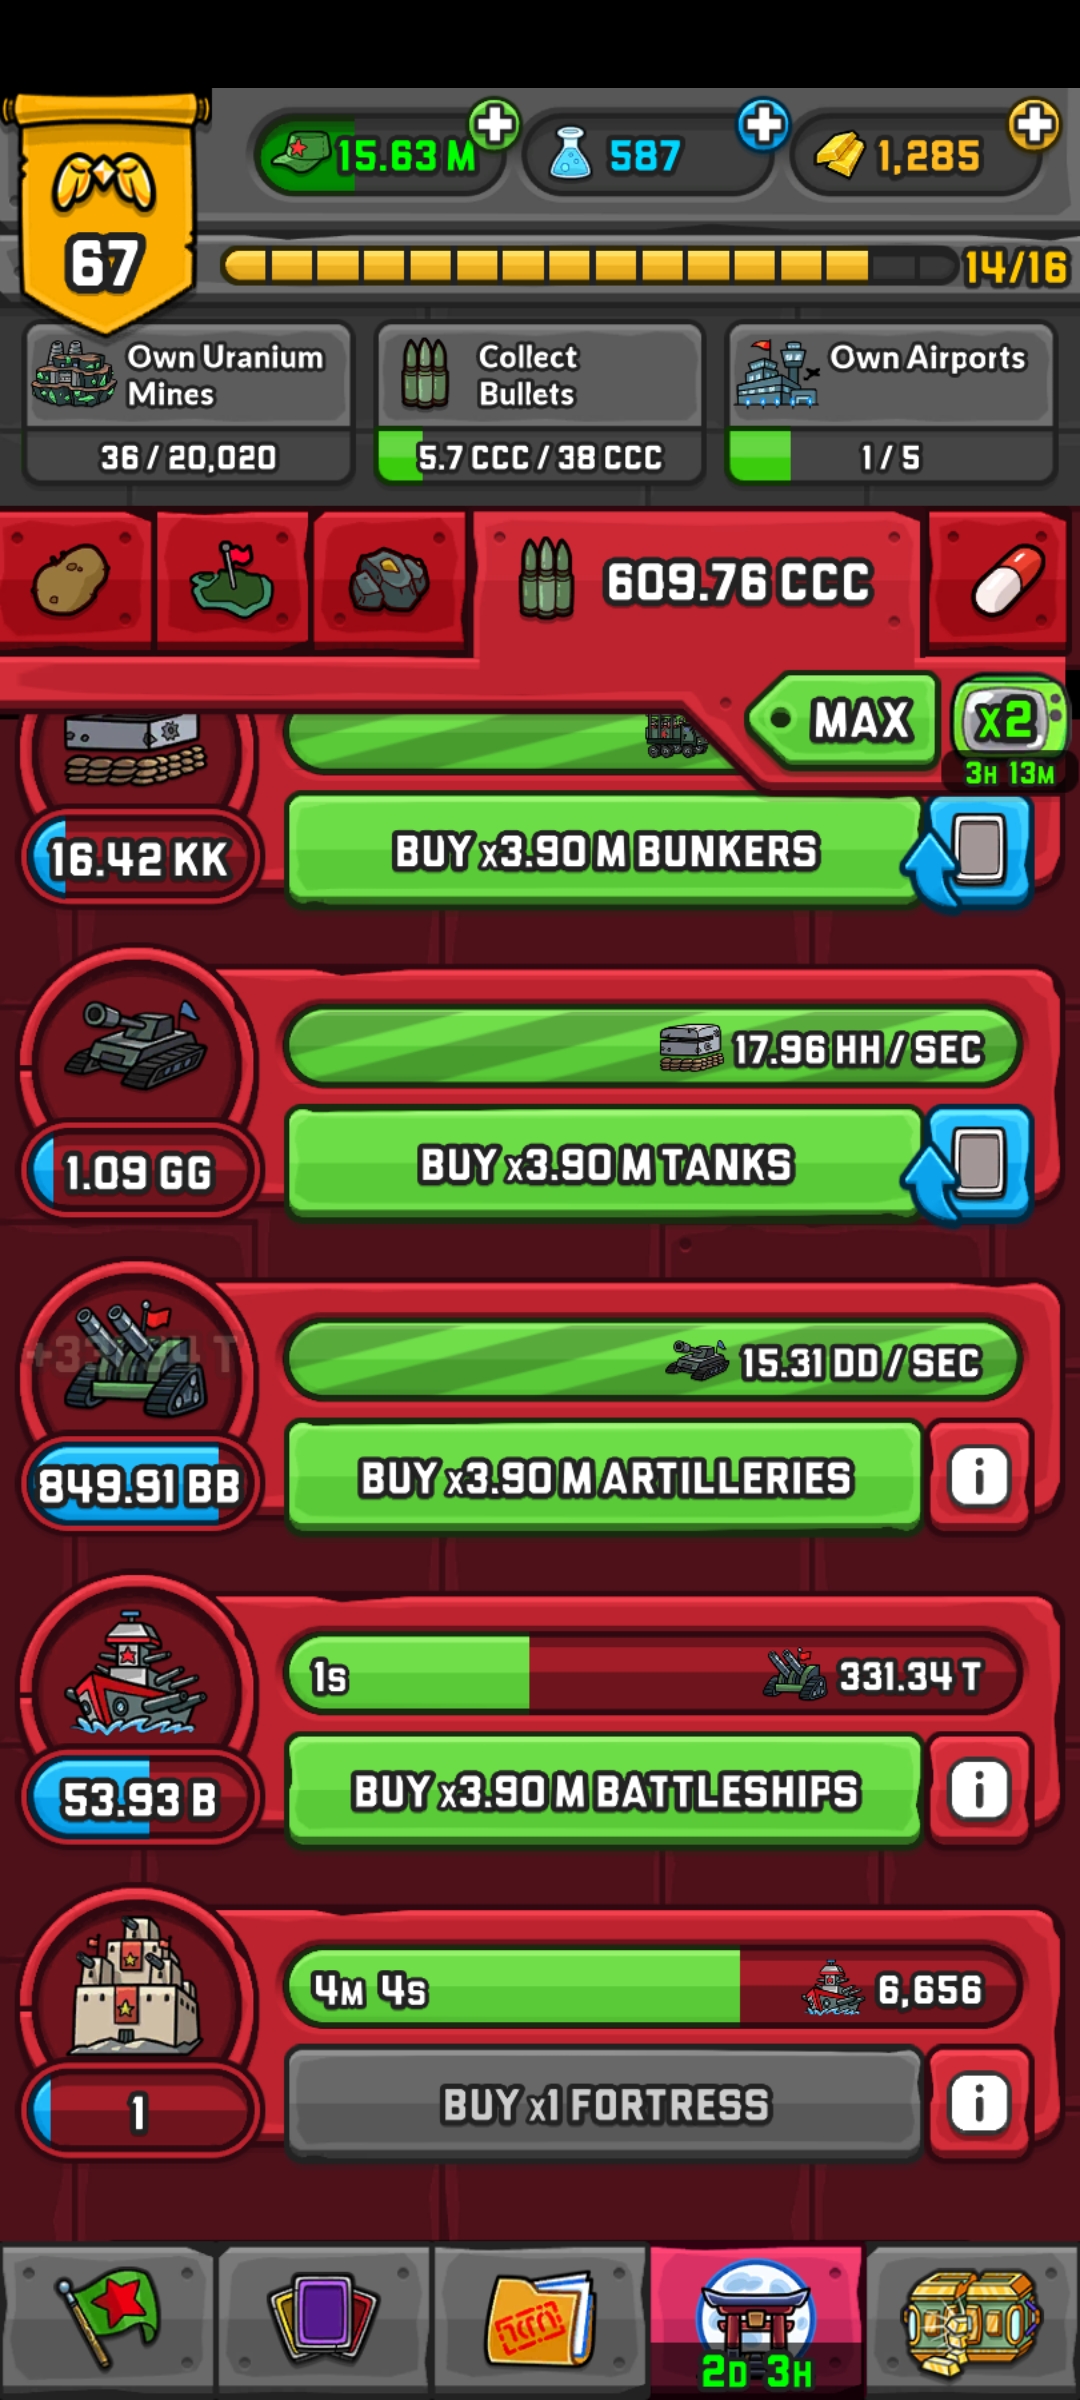 15.63 M
587
1,285
67
14/16
Own Uranium
Mines
36 / 20,020
Collect
Bullets
5.7 CCC / 38 CCC
Own Airports
1 / 5
609.76 CCC
MAX
x2
3H 13M
16.42 KK
BUY x3.90 M BUNKERS
17.96 HH / SEC
1.09 GG
BUY x3.90 M TANKS
15.31 DD / SEC
849.91 BB
BUY x3.90 M ARTILLERIES
i
1s
331.34 T
53.93 B
BUY x3.90 M BATTLESHIPS
i
4M 4s
6,656
1
BUY x1 FORTRESS
i
2D 3H